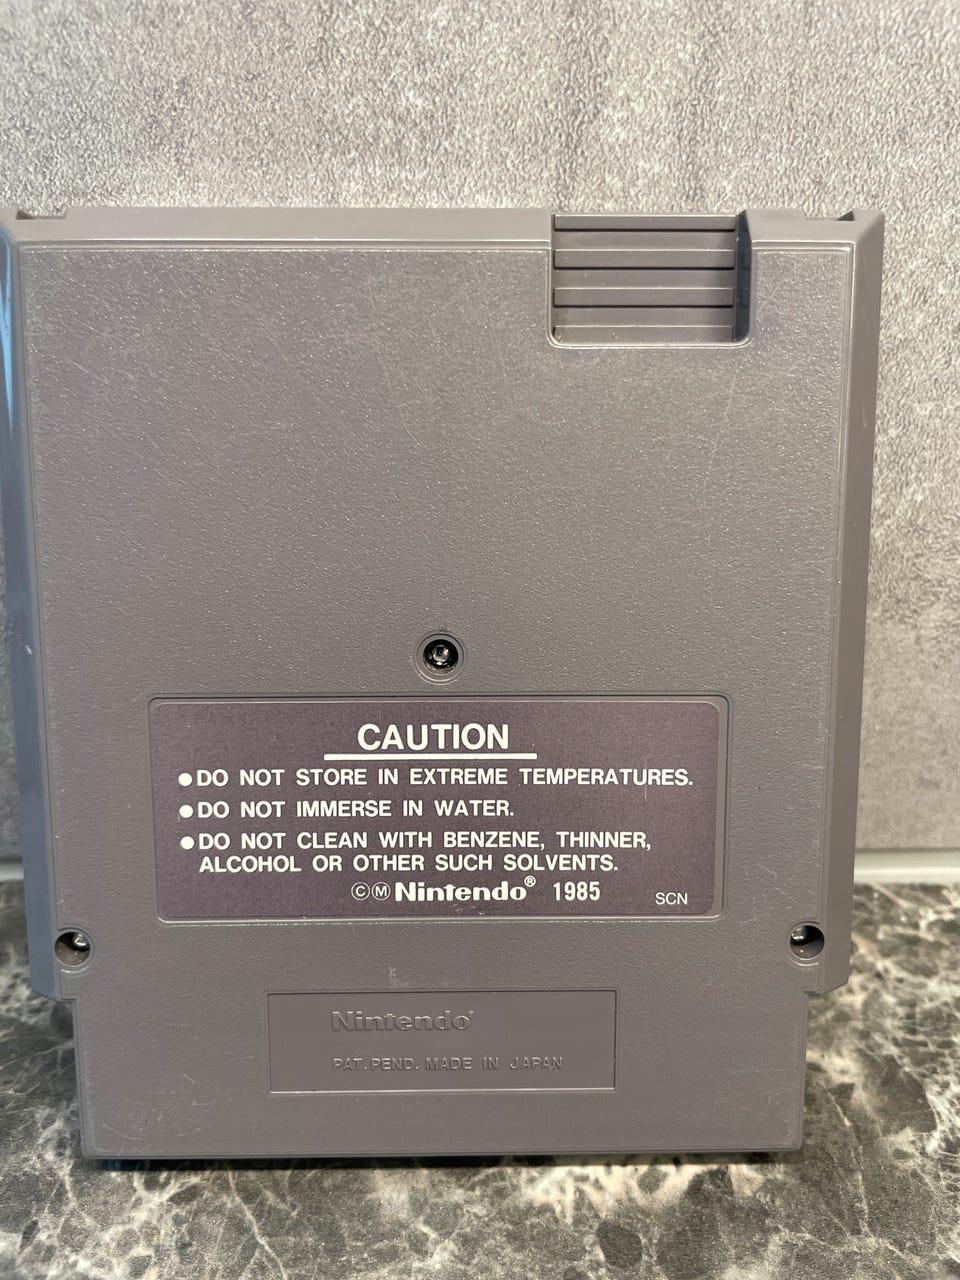 CAUTION
●DO NOT STORE IN EXTREME TEMPERATURES.
●DO NOT IMMERSE IN WATER.
●DO NOT CLEAN WITH BENZENE, THINNER,
ALCOHOL OR OTHER SUCH SOLVENTS.
©Ⓜ Nintendo® 1985
SCN
Nintendo®
PAT. PEND. MADE IN JAPAN